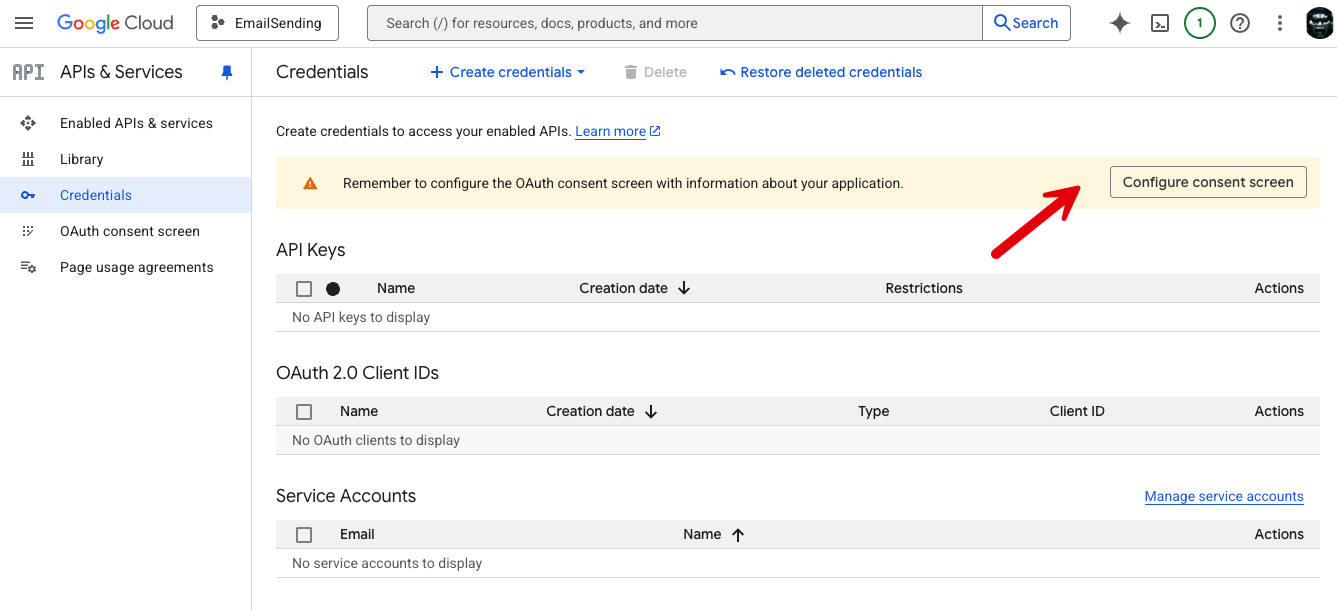 Google Cloud
EmailSending
Search (/) for resources, docs, products, and more
Search
1
API
APIs & Services
Credentials
Create credentials
Delete
Restore deleted credentials
Enabled APIs & services
Library
Credentials
OAuth consent screen
Page usage agreements
Create credentials to access your enabled APIs. Learn more
Remember to configure the OAuth consent screen with information about your application.
Configure consent screen
API Keys
Name Creation date Restrictions Actions
No API keys to display
OAuth 2.0 Client IDs
Name Creation date Type Client ID Actions
No OAuth clients to display
Service Accounts
Manage service accounts
Email Name Actions
No service accounts to display